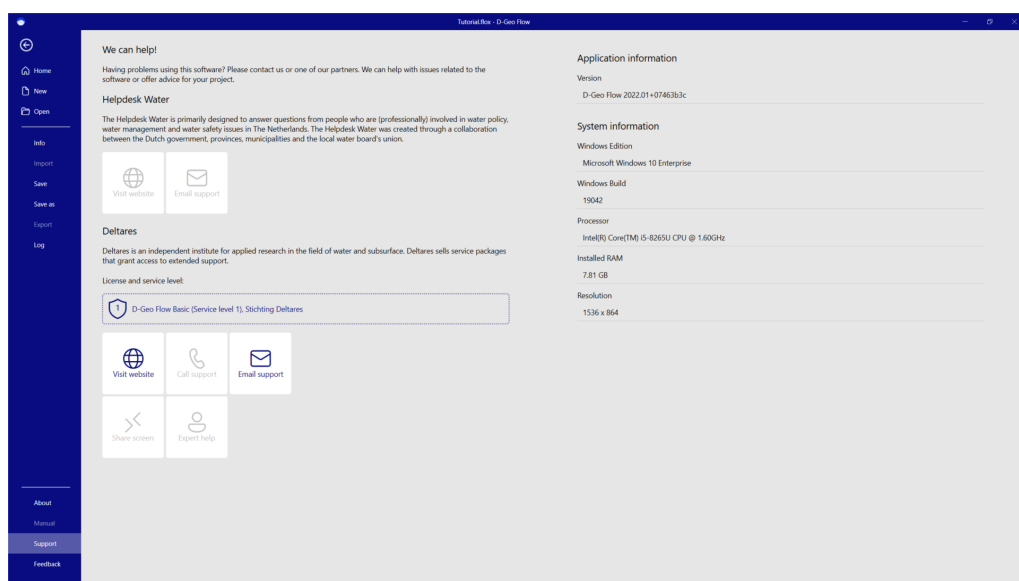 Tutorial.flox - D-Geo Flow
Home
New
Open
Info
Import
Save
Save as
Export
Log
About
Manual
Support
Feedback
We can help!
Having problems using this software? Please contact us or one of our partners. We can help with issues related to the
software or offer advice for your project.
Helpdesk Water
The Helpdesk Water is primarily designed to answer questions from people who are (professionally) involved in water policy,
water management and water safety issues in The Netherlands. The Helpdesk Water was created through a collaboration
between the Dutch government, provinces, municipalities and the local water board's union.
Visit website
Email support
Deltares
Deltares is an independent institute for applied research in the field of water and subsurface. Deltares sells service packages
that grant access to extended support.
License and service level:
1
D-Geo Flow Basic (Service level 1), Stichting Deltares
Visit website
Call support
Email support
Share screen
Expert help
Application information
Version
D-Geo Flow 2022.01+07463b3c
System information
Windows Edition
Microsoft Windows 10 Enterprise
Windows Build
19042
Processor
Intel(R) Core(TM) i5-8265U CPU @ 1.60GHz
Installed RAM
7.81 GB
Resolution
1536 x 864